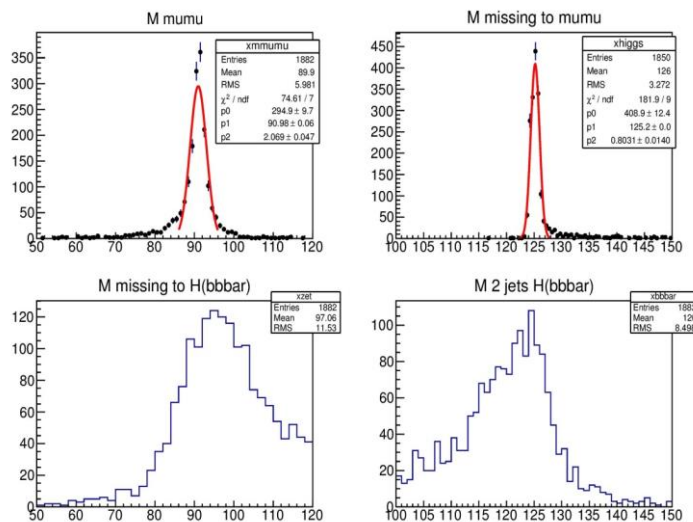 M mumu
xmmumu
Entries 1882
Mean 89.9
RMS 5.981
χ² / ndf 74.61 / 7
p0 294.9 ± 9.7
p1 90.98 ± 0.06
p2 2.069 ± 0.047
350
300
250
200
150
100
50
0
50 60 70 80 90 100 110 120
M missing to mumu
xhiggs
Entries 1850
Mean 126
RMS 3.272
χ² / ndf 181.9 / 9
p0 408.9 ± 12.4
p1 125.2 ± 0.0
p2 0.8031 ± 0.0140
450
400
350
300
250
200
150
100
50
0
100 105 110 115 120 125 130 135 140 145 150
M missing to H(bbbar)
xzet
Entries 1882
Mean 97.06
RMS 11.53
120
100
80
60
40
20
0
50 60 70 80 90 100 110 120
M 2 jets H(bbbar)
xbbbar
Entries 188
Mean 120
RMS 8.498
100
80
60
40
20
0
100 105 110 115 120 125 130 135 140 145 150